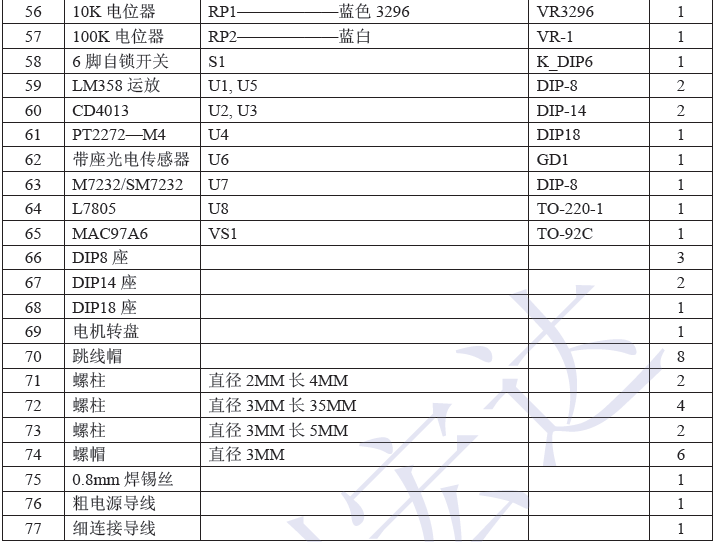 56 10K 电位器 RP1——————蓝色 3296 VR3296 1
57 100K 电位器 RP2——————蓝白 VR-1 1
58 6 脚自锁开关 S1 K_DIP6 1
59 LM358 运放 U1, U5 DIP-8 2
60 CD4013 U2, U3 DIP-14 2
61 PT2272—M4 U4 DIP18 1
62 带座光电传感器 U6 GD1 1
63 M7232/SM7232 U7 DIP-8 1
64 L7805 U8 TO-220-1 1
65 MAC97A6 VS1 TO-92C 1
66 DIP8 座 3
67 DIP14 座 2
68 DIP18 座 1
69 电机转盘 1
70 跳线帽 8
71 螺柱 直径 2MM 长 4MM 2
72 螺柱 直径 3MM 长 35MM 4
73 螺柱 直径 3MM 长 5MM 2
74 螺帽 直径 3MM 6
75 0.8mm 焊锡丝 1
76 粗电源导线 1
77 细连接导线 1
宏达